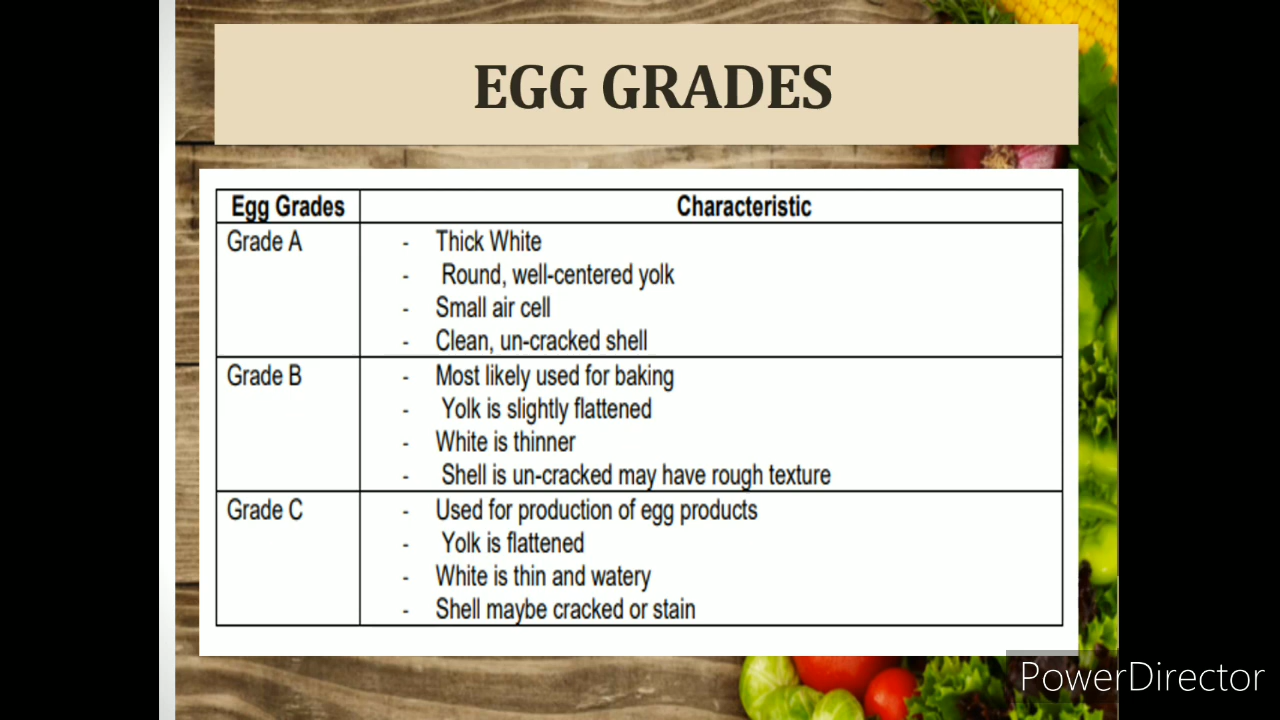 EGG GRADES
Egg Grades Characteristic
Grade A - Thick White
- Round, well-centered yolk
- Small air cell
- Clean, un-cracked shell
Grade B - Most likely used for baking
- Yolk is slightly flattened
- White is thinner
- Shell is un-cracked may have rough texture
Grade C - Used for production of egg products
- Yolk is flattened
- White is thin and watery
- Shell maybe cracked or stain
PowerDirector